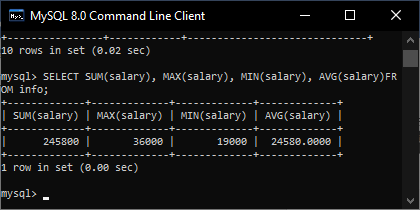 MySQL 8.0 Command Line Client
+----------------+------------+------------------------------+
10 rows in set (0.02 sec)
mysql> SELECT SUM(salary), MAX(salary), MIN(salary), AVG(salary)FR
OM info;
+-------------+-------------+-------------+-------------+
| SUM(salary) | MAX(salary) | MIN(salary) | AVG(salary) |
+-------------+-------------+-------------+-------------+
|      245800 |       36000 |       19000 |  24580.0000 |
+-------------+-------------+-------------+-------------+
1 row in set (0.00 sec)
mysql>